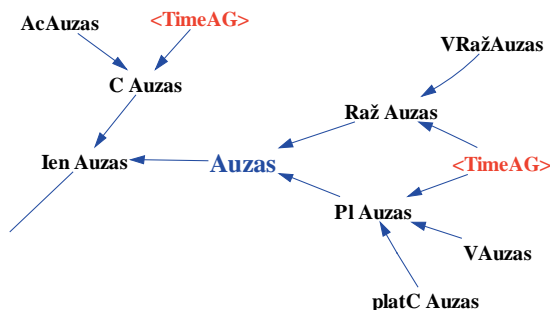 AcAuzas
<TimeAG>
C Auzas
VRažAuzas
Raž Auzas
Ien Auzas
Auzas
<TimeAG>
Pl Auzas
VAuzas
platC Auzas